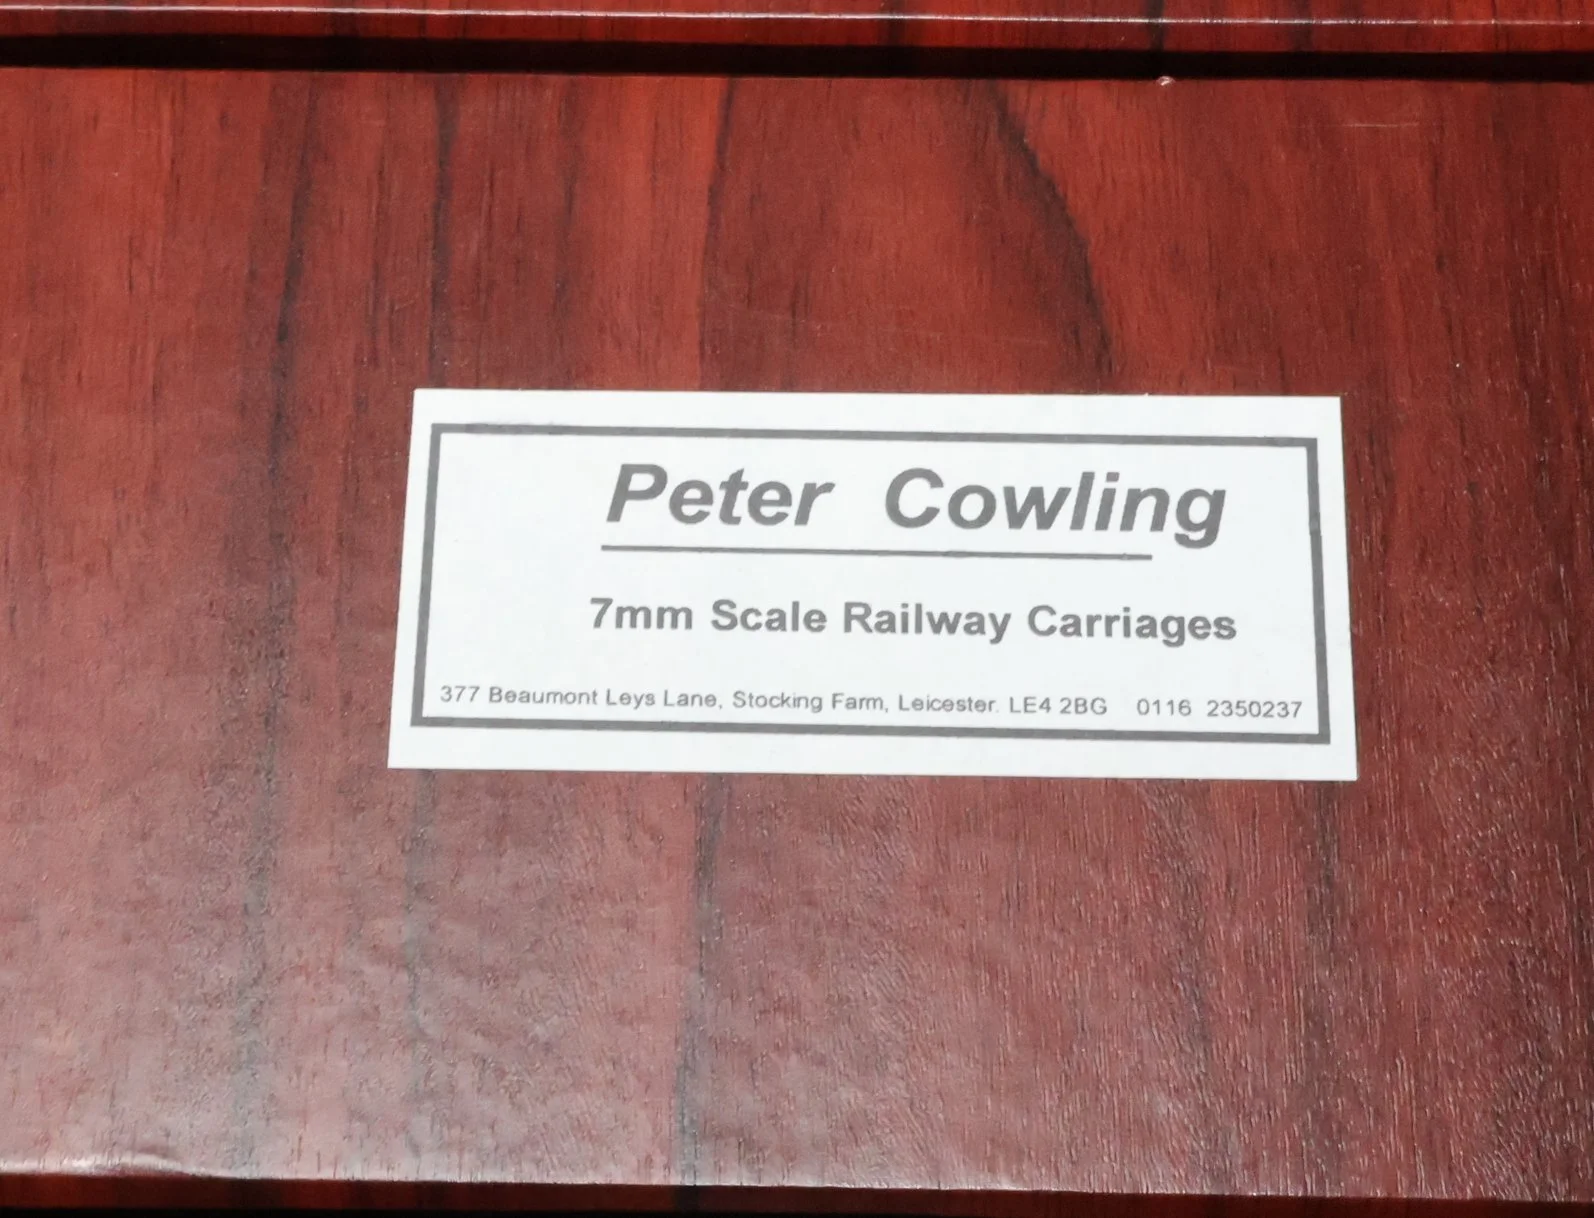 Peter Cowling
7mm Scale Railway Carriages
377 Beaumont Leys Lane, Stocking Farm, Leicester. LE4 2BG 0116 2350237